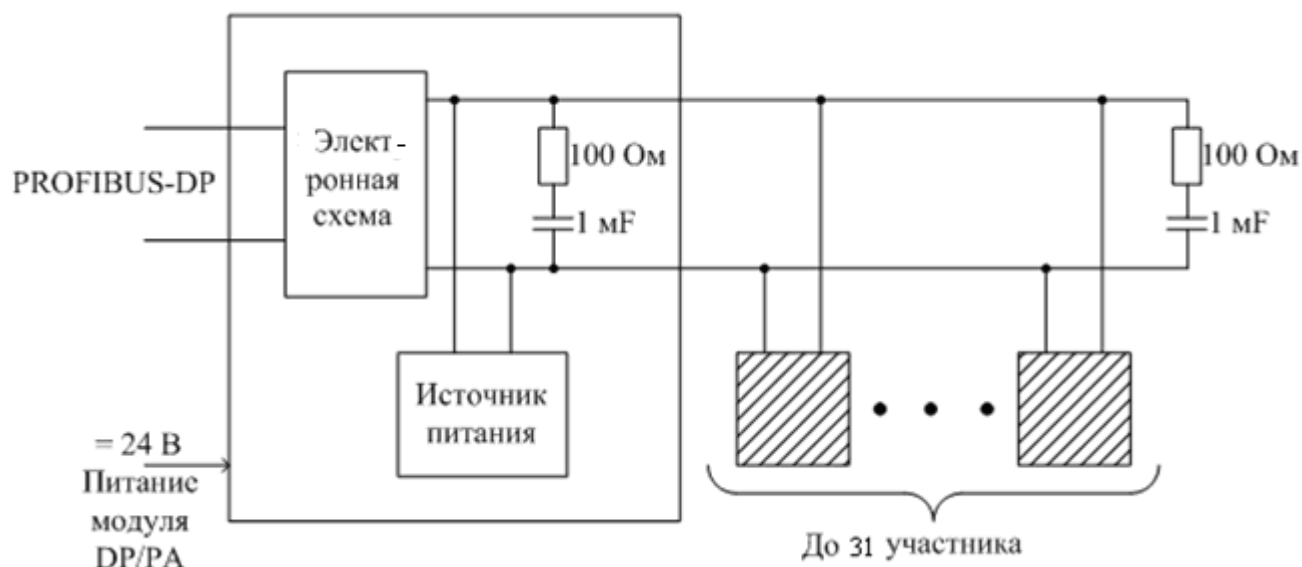 PROFIBUS-DP
Элект-
ронная
схема
100 Ом
1 мF
100 Ом
1 мF
Источник
питания
= 24 В
Питание
модуля
DP/PA
До 31 участника